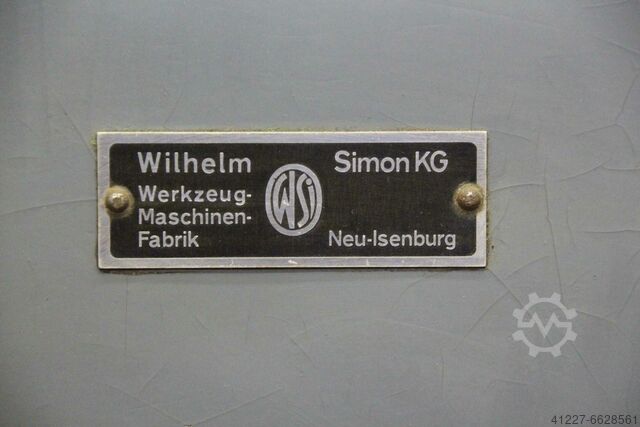 Wilhelm Simon KG
Werkzeug-
Maschinen-
Fabrik Neu-Isenburg
WSI
41227-6628561